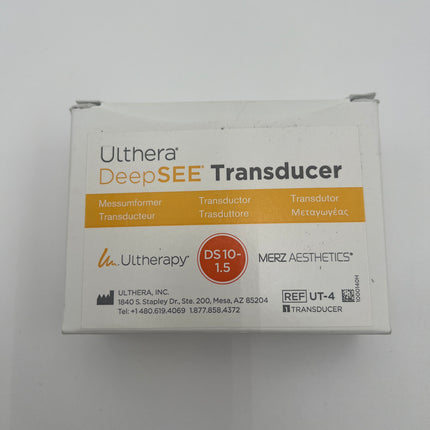 Ulthera®
DeepSEE® Transducer
Messumformer Transductor Transdutor
Transducteur Trasduttore Μεταγωγέας
Ultherapy® DS 10-1.5 MERZ AESTHETICS®
ULTHERA, INC.
1840 S. Stapley Dr., Ste. 200, Mesa, AZ 85204
Tel: +1 480.619.4069 1.877.858.4372
REF UT-4
1 TRANSDUCER
1000140H